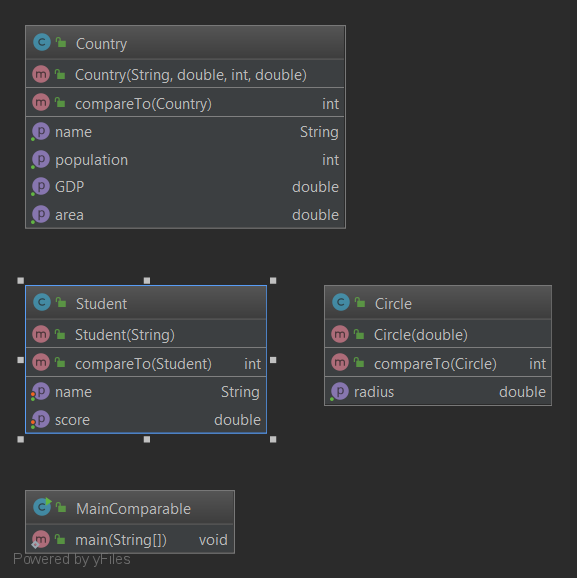 Country
Country(String, double, int, double)
compareTo(Country) int
name String
population int
GDP double
area double
Student
Student(String)
compareTo(Student) int
name String
score double
Circle
Circle(double)
compareTo(Circle) int
radius double
MainComparable
main(String[]) void
Powered by yFiles